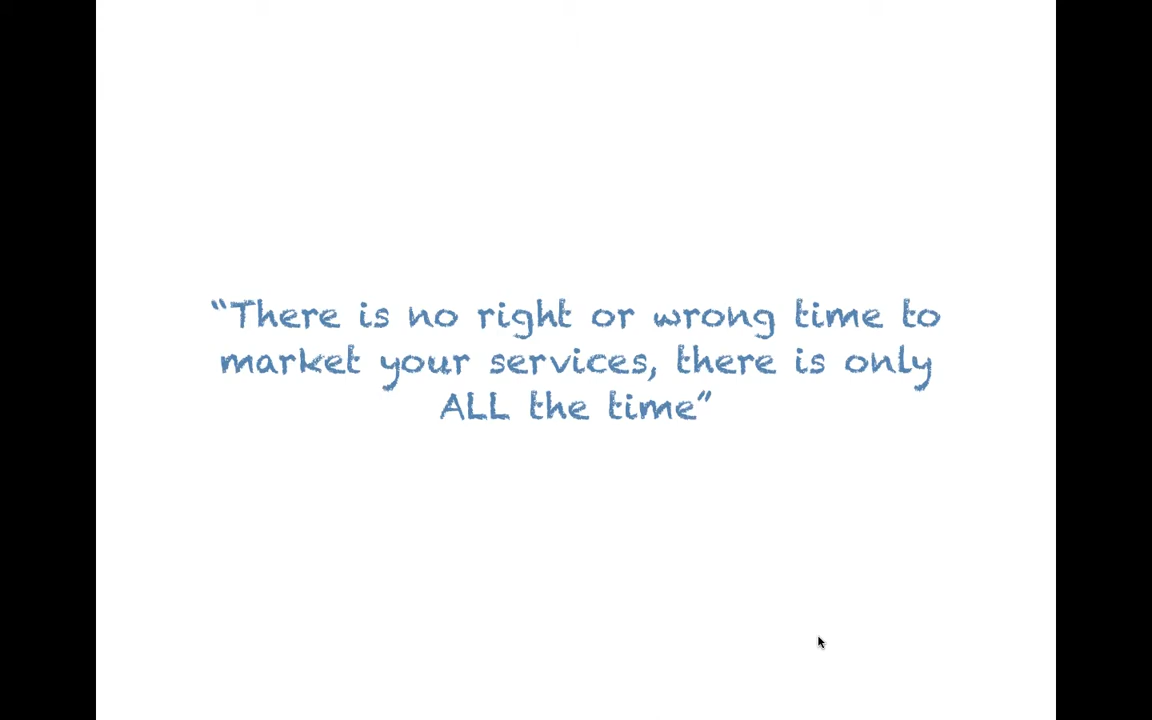 “There is no right or wrong time to
market your services, there is only
ALL the time”